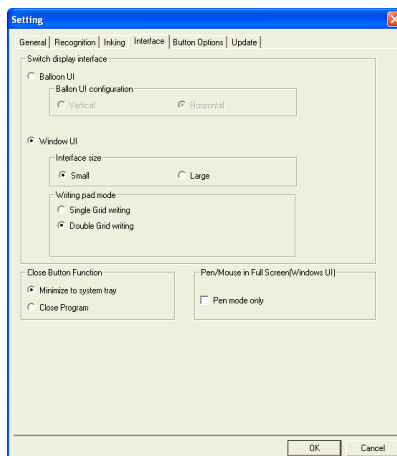 Setting
General Recognition Inking Interface Button Options Update
Switch display interface
Balloon UI
Ballon UI configuration
Vertical Horizontal
Window UI
Interface size
Small Large
Writing pad mode
Single Grid writing
Double Grid writing
Close Button Function Pen/Mouse in Full Screen(Windows UI)
Minimize to system tray
Pen mode only
Close Program
OK Cancel